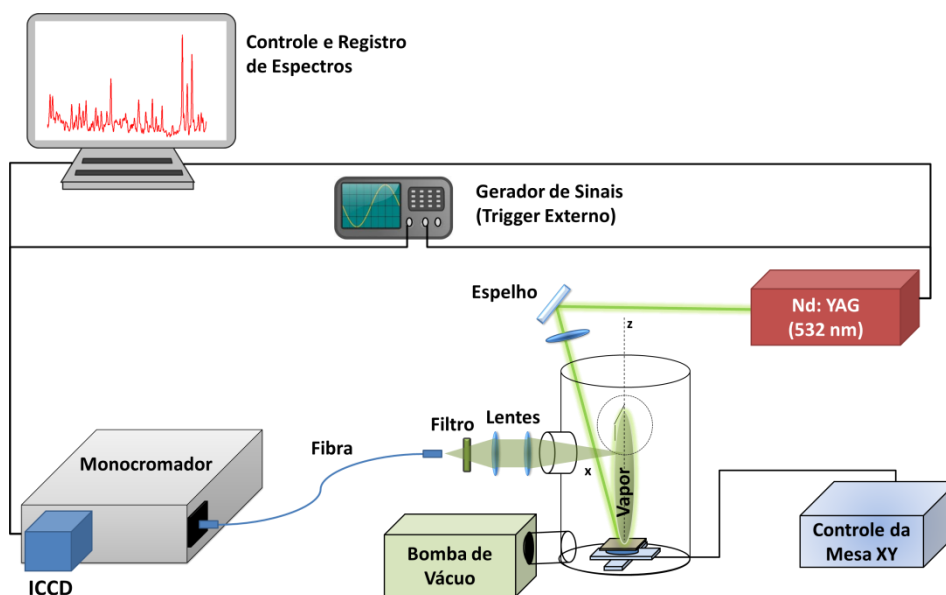 Controle e Registro
de Espectros
Gerador de Sinais
(Trigger Externo)
Espelho
Nd: YAG
(532 nm)
z
Filtro
Lentes
Fibra
Monocromador
x
Vapor
Bomba de
Vácuo
Controle da
Mesa XY
ICCD